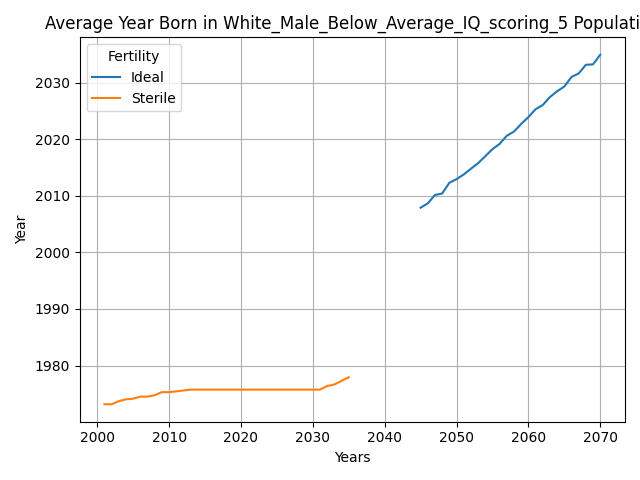 Average Year Born in White_Male_Below_Average_IQ_scoring_5 Populati
Fertility
Ideal
Sterile
Year
2030
2020
2010
2000
1990
1980
2000 2010 2020 2030 2040 2050 2060 2070
Years